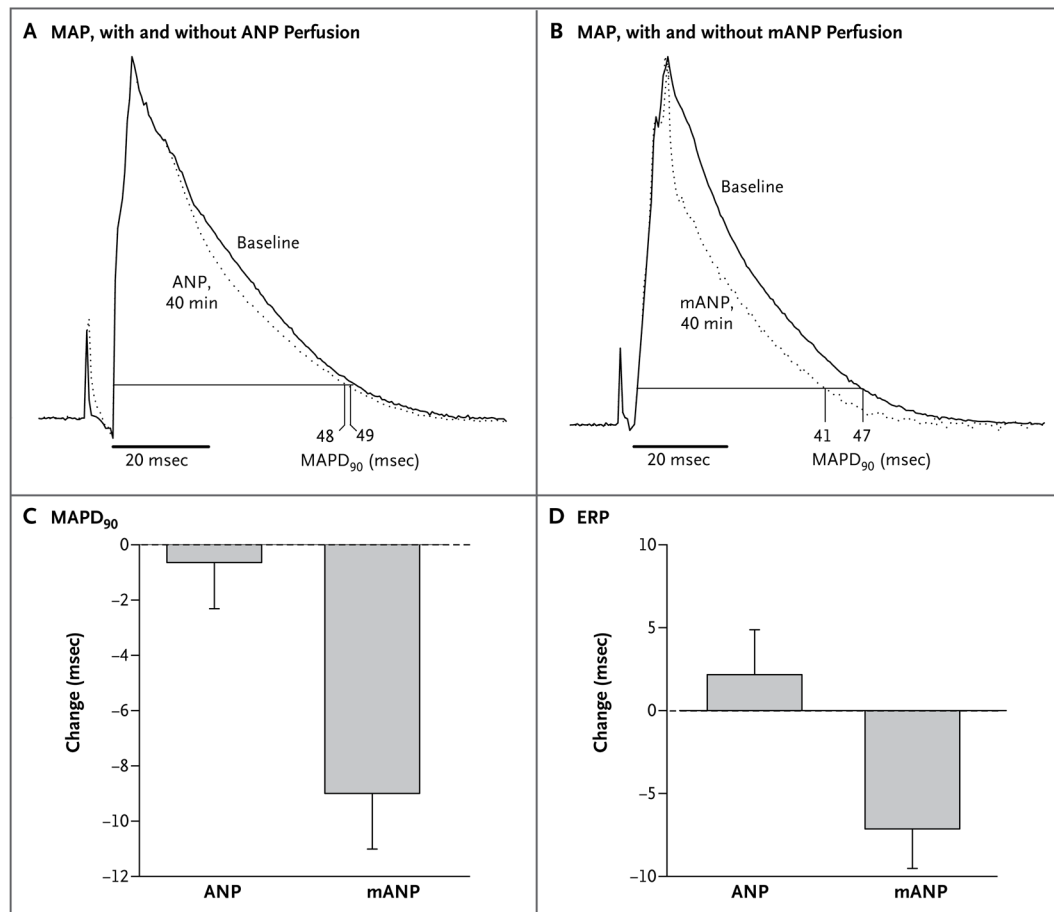 A MAP, with and without ANP Perfusion
Baseline
ANP,
40 min
48 49
20 msec
MAPD90 (msec)
B MAP, with and without mANP Perfusion
Baseline
mANP,
40 min
41 47
20 msec
MAPD90 (msec)
C MAPD90
0
–2
–4
–6
–8
–10
–12
Change (msec)
ANP mANP
D ERP
10
5
0
–5
–10
Change (msec)
ANP mANP